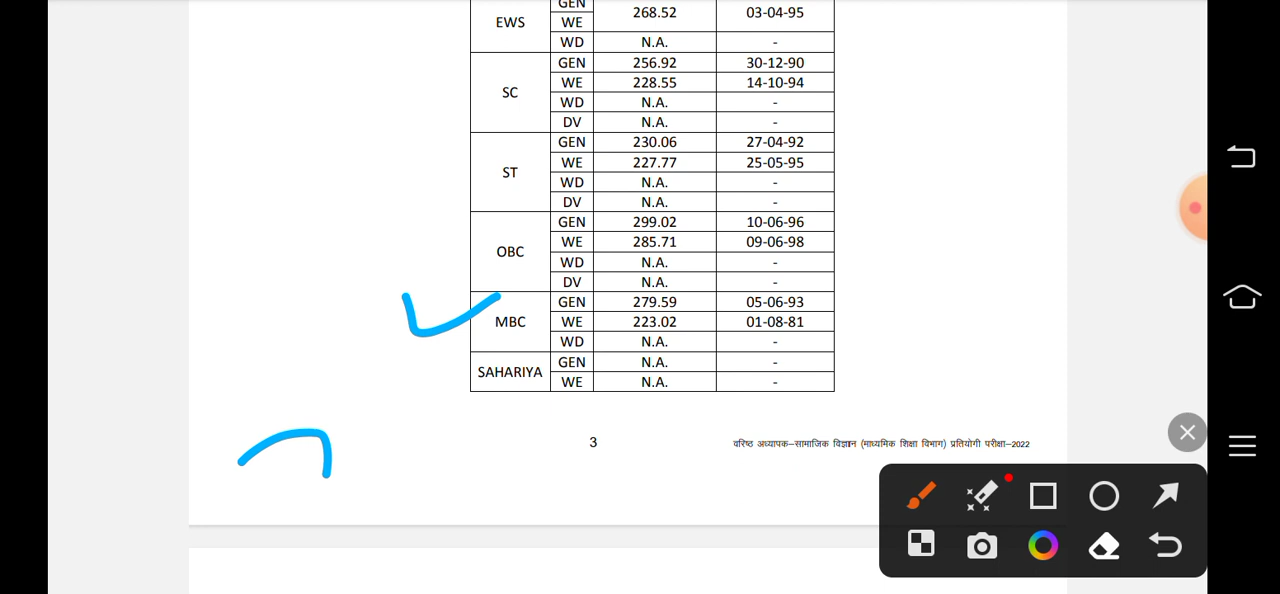 EWS GEN 268.52 03-04-95
WE
WD N.A. -
SC GEN 256.92 30-12-90
WE 228.55 14-10-94
WD N.A. -
DV N.A. -
ST GEN 230.06 27-04-92
WE 227.77 25-05-95
WD N.A. -
DV N.A. -
OBC GEN 299.02 10-06-96
WE 285.71 09-06-98
WD N.A. -
DV N.A. -
MBC GEN 279.59 05-06-93
WE 223.02 01-08-81
WD N.A. -
SAHARIYA GEN N.A. -
WE N.A. -
3 वरिष्ठ अध्यापक–सामाजिक विज्ञान (माध्यमिक शिक्षा विभाग) प्रतियोगी परीक्षा–2022